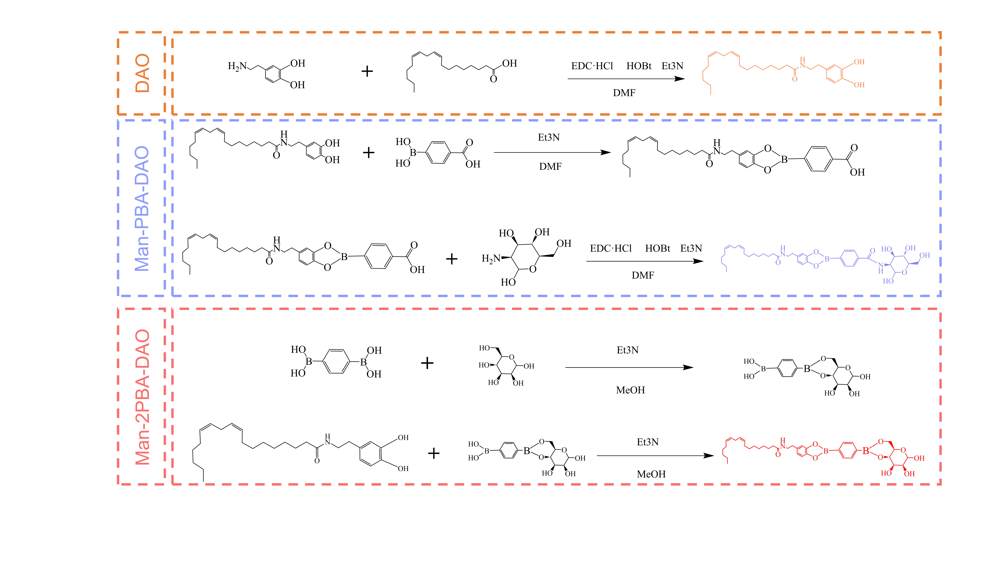 DAO
H₂N OH OH
+
OH O
EDC·HCl HOBt Et3N
DMF
H N O OH OH
Man-PBA-DAO
H N O OH OH
+
HO B HO O OH
Et3N
DMF
H N O O O B O OH
H N O O O B O OH
+
HO OH OH H₂N O HO
EDC·HCl HOBt Et3N
DMF
H N O O O B O N H HO OH OH O HO
Man-2PBA-DAO
HO B HO OH B OH
+
HO O HO OH HO OH
Et3N
MeOH
HO B HO B O O O OH HO OH
H N O OH OH
+
HO B HO B O O O OH HO OH
Et3N
MeOH
H N O O O B B O O O OH HO OH